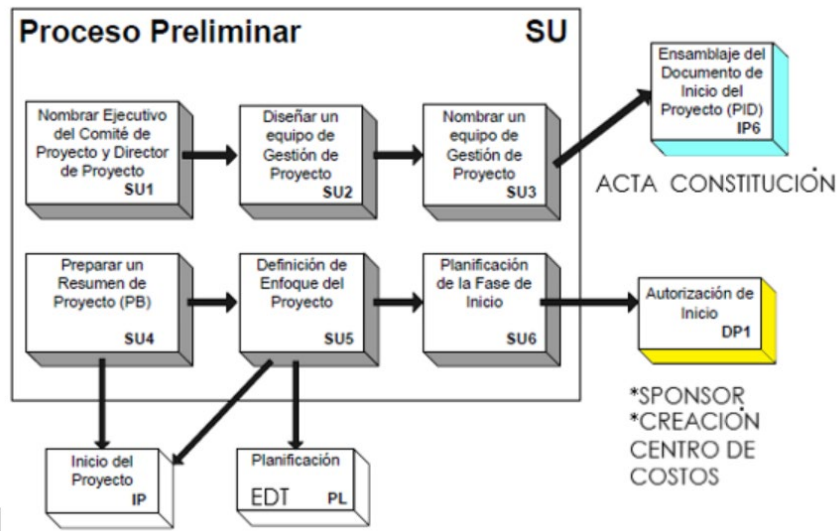 Proceso Preliminar SU
Nombrar Ejecutivo
del Comité de
Proyecto y Director
de Proyecto
SU1
Diseñar un
equipo de
Gestión de
Proyecto
SU2
Nombrar un
equipo de
Gestión de
Proyecto
SU3
Ensamblaje del
Documento de
Inicio del
Proyecto (PID)
IP6
ACTA CONSTITUCIÓN
Preparar un
Resumen de
Proyecto (PB)
SU4
Definición de
Enfoque del
Proyecto
SU5
Planificación
de la Fase de
Inicio
SU6
Autorización de
Inicio
DP1
*SPONSOR
*CREACIÓN
CENTRO DE
COSTOS
Inicio del
Proyecto
IP
Planificación
EDT PL